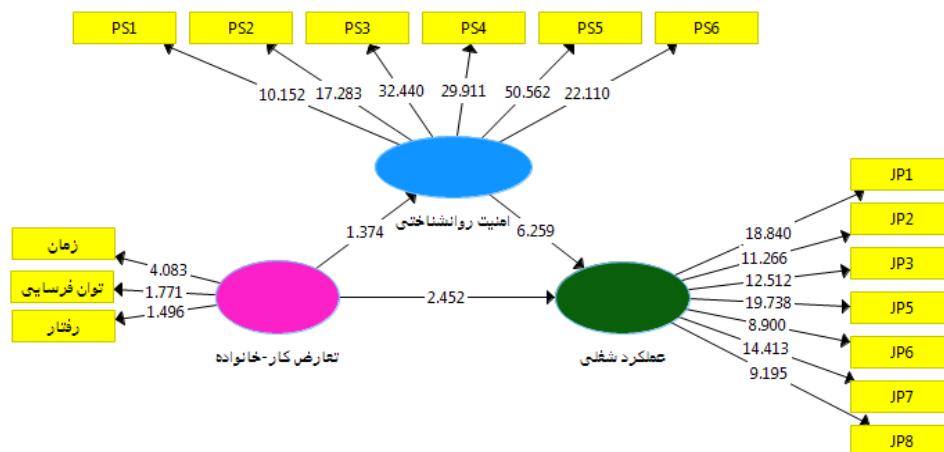 PS1
PS2
PS3
PS4
PS5
PS6
10.152
17.283
32.440
29.911
50.562
22.110
امنیت روانشناختی
1.374
6.259
زمان
توان فرسایی
رفتار
4.083
1.771
1.496
تعارض کار-خانواده
2.452
عملکرد شغلی
JP1
JP2
JP3
JP5
JP6
JP7
JP8
18.840
11.266
12.512
19.738
8.900
14.413
9.195